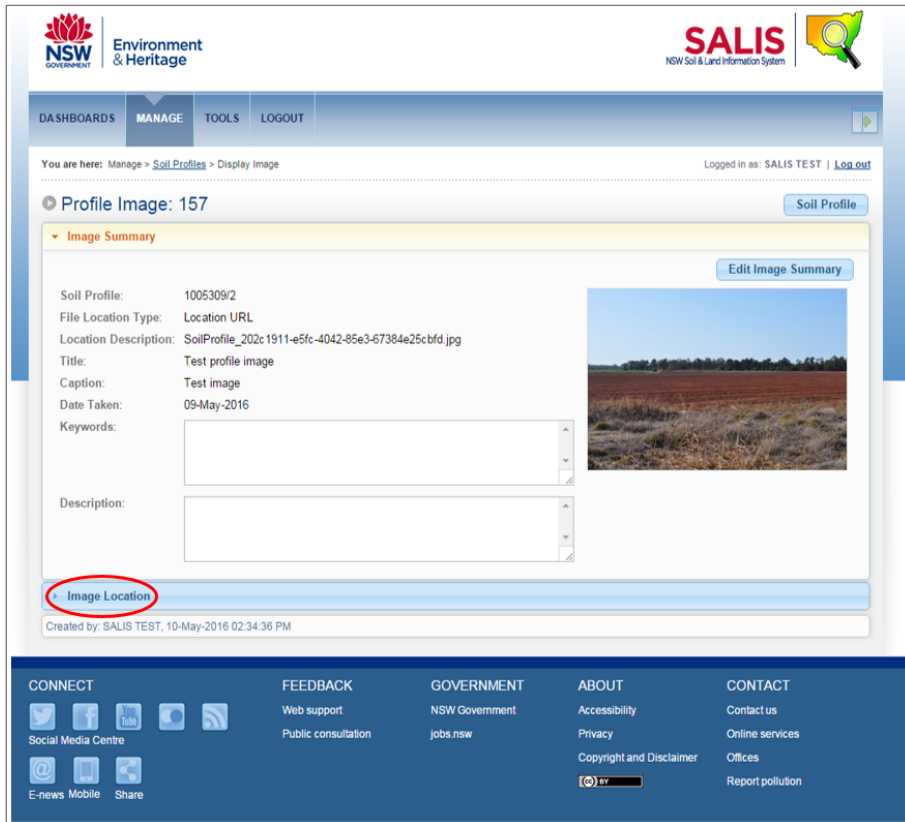 NSW
GOVERNMENT
Environment
& Heritage
SALIS
NSW Soil & Land Information System
DASHBOARDS MANAGE TOOLS LOGOUT
You are here: Manage > Soil Profiles > Display Image
Logged in as: SALIS TEST | Log out
Profile Image: 157
Soil Profile
Image Summary
Edit Image Summary
Soil Profile: 1005309/2
File Location Type: Location URL
Location Description: SoilProfile_202c1911-e5fc-4042-85e3-67384e25cbfd.jpg
Title: Test profile image
Caption: Test image
Date Taken: 09-May-2016
Keywords:
Description:
Image Location
Created by: SALIS TEST, 10-May-2016 02:34:36 PM
CONNECT
You
Tube
Social Media Centre
@
E-news Mobile Share
FEEDBACK
Web support
Public consultation
GOVERNMENT
NSW Government
jobs.nsw
ABOUT
Accessibility
Privacy
Copyright and Disclaimer
(cc) BY
CONTACT
Contact us
Online services
Offices
Report pollution